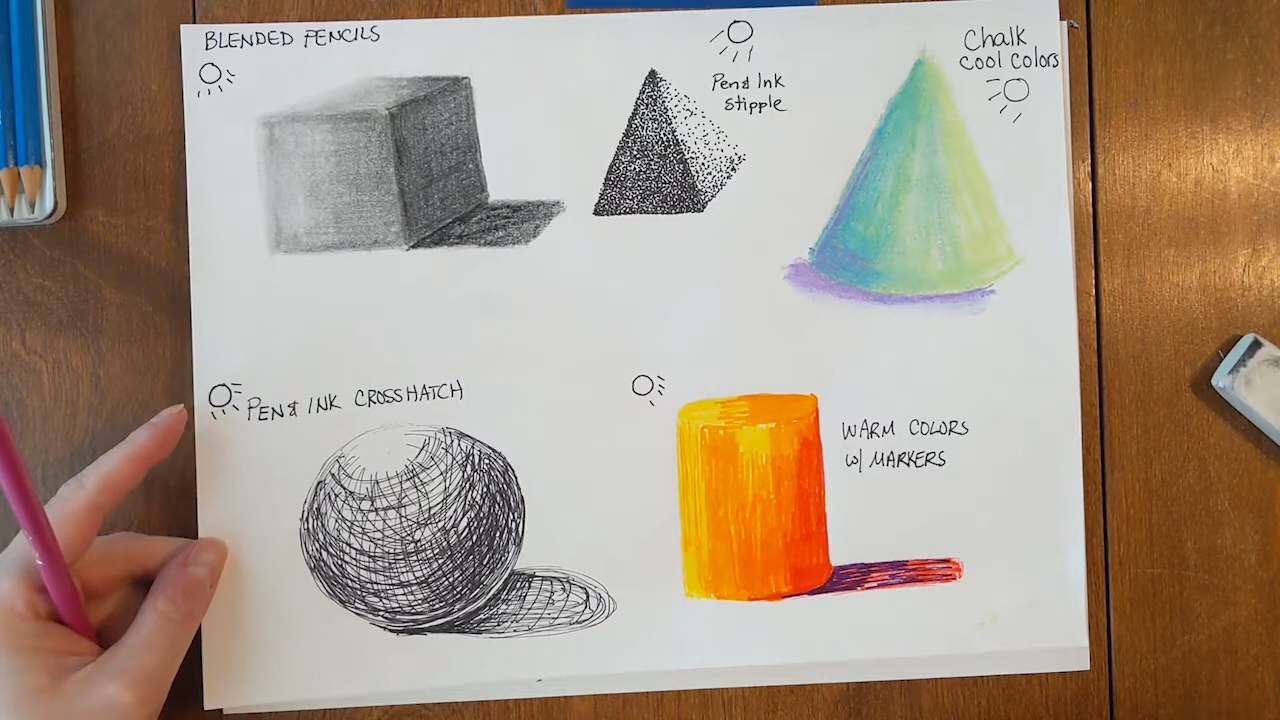 BLENDED PENCILS
Pen & Ink
Stipple
Chalk
Cool Colors
PEN & INK CROSSHATCH
WARM COLORS
W/ MARKERS